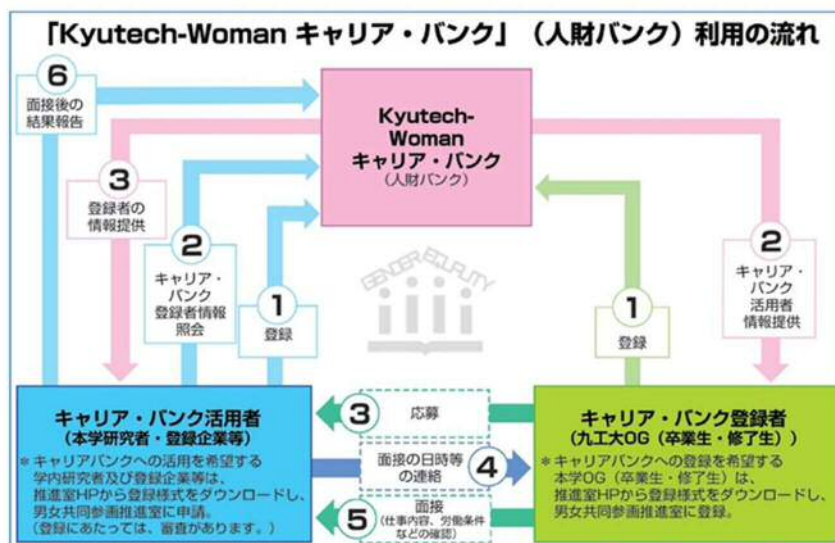 「Kyutech-Woman キャリア・バンク」（人財バンク）利用の流れ
6
面接後の
結果報告
Kyutech-
Woman
キャリア・バンク
（人財バンク）
3
登録者の
情報提供
2
キャリア・
バンク
登録者情報
照会
1
登録
GENDER EQUALITY
1
登録
2
キャリア・
バンク
活用者
情報提供
キャリア・バンク活用者
（本学研究者・登録企業等）
＊キャリアバンクへの活用を希望する
学内研究者及び登録企業等は、
推進室HPから登録様式をダウンロードし、
男女共同参画推進室に申請。
（登録にあたっては、審査があります。）
3
応募
面接の日時等
の連絡
4
5
面接
（仕事内容、労働条件
などの確認）
キャリア・バンク登録者
（九工大OG（卒業生・修了生））
＊キャリアバンクへの登録を希望する
本学OG（卒業生・修了生）は、
推進室HPから登録様式をダウンロードし、
男女共同参画推進室に登録。